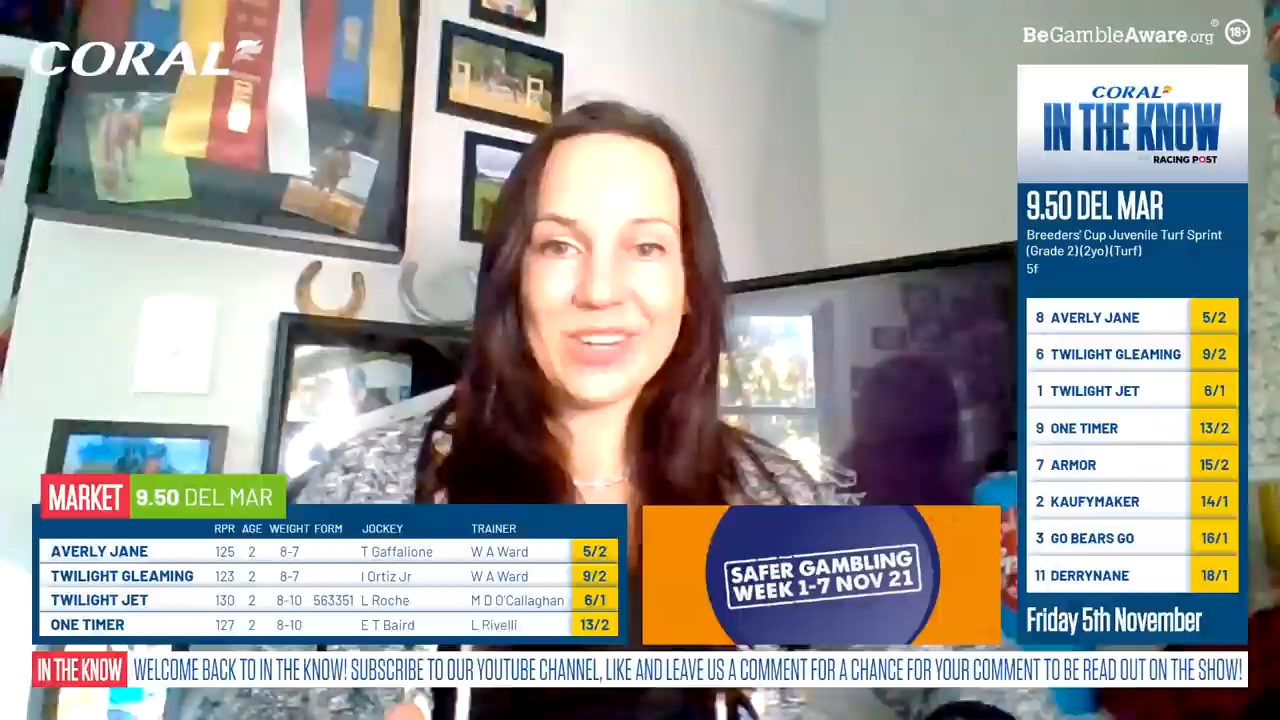 CORAL
BeGambleAware.org® 18+
CORAL
IN THE KNOW
RACING POST
9.50 DEL MAR
Breeders' Cup Juvenile Turf Sprint
(Grade 2)(2yo)(Turf)
5f
8 AVERLY JANE 5/2
6 TWILIGHT GLEAMING 9/2
1 TWILIGHT JET 6/1
9 ONE TIMER 13/2
7 ARMOR 15/2
2 KAUFYMAKER 14/1
3 GO BEARS GO 16/1
11 DERRYNANE 18/1
Friday 5th November
MARKET 9.50 DEL MAR
RPR AGE WEIGHT FORM JOCKEY TRAINER
AVERLY JANE 125 2 8-7 T Gaffalione W A Ward 5/2
TWILIGHT GLEAMING 123 2 8-7 I Ortiz Jr W A Ward 9/2
TWILIGHT JET 130 2 8-10 563351 L Roche M D O'Callaghan 6/1
ONE TIMER 127 2 8-10 E T Baird L Rivelli 13/2
SAFER GAMBLING
WEEK 1-7 NOV 21
IN THE KNOW WELCOME BACK TO IN THE KNOW! SUBSCRIBE TO OUR YOUTUBE CHANNEL, LIKE AND LEAVE US A COMMENT FOR A CHANCE FOR YOUR COMMENT TO BE READ OUT ON THE SHOW!